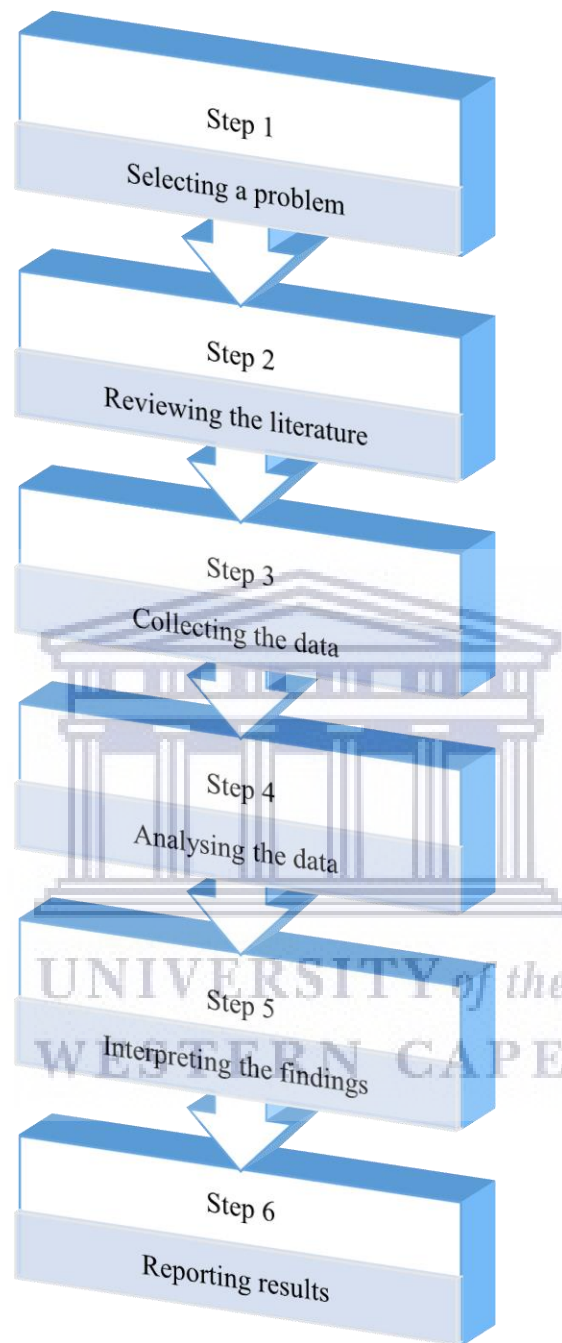 Step 1
Selecting a problem
Step 2
Reviewing the literature
Step 3
Collecting the data
Step 4
Analysing the data
UNIVERSITY of the
Step 5
WESTERN CAPE
Interpreting the findings
Step 6
Reporting results